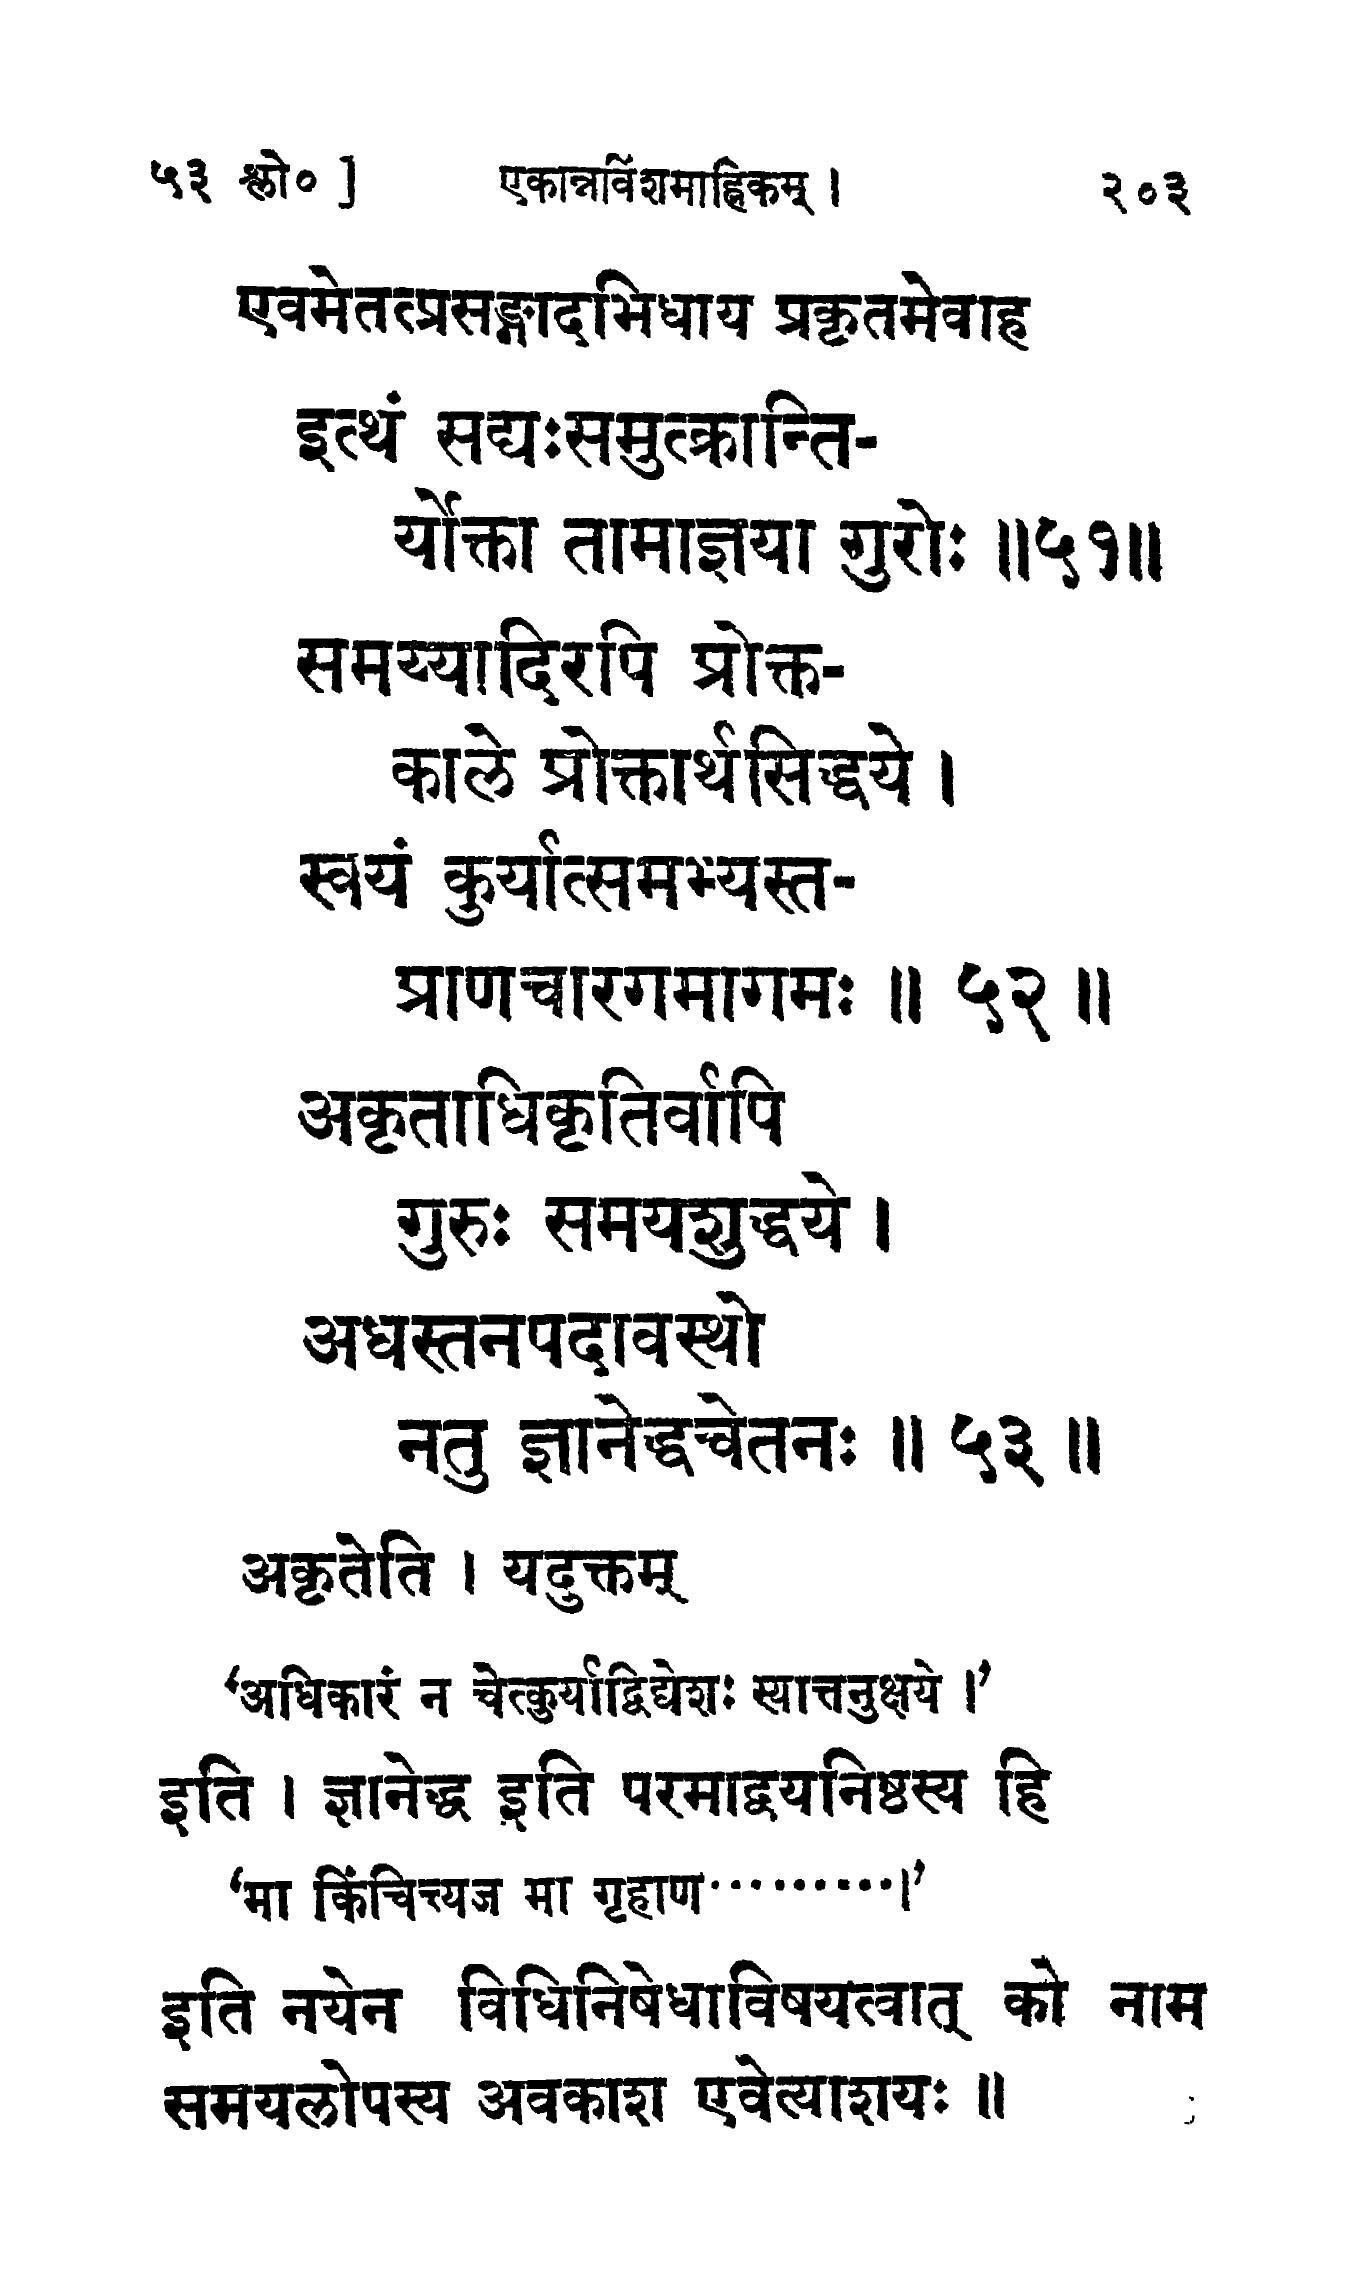 ५३ श्लो० ] एकान्नविंशमाह्निकम् । २०३
एवमेतत्प्रसङ्गादभिधाय प्रकृतमेवाह
इत्थं सद्यःसमुत्क्रान्ति-
र्योक्ता तामाज्ञया गुरोः ॥५१॥
समय्यादिरपि प्रोक्त-
काले प्रोक्तार्थसिद्धये ।
स्वयं कुर्यात्समभ्यस्त-
प्राणचारगमागमः ॥ ५२ ॥
अकृताधिकृतिर्वापि
गुरुः समयशुद्धये ।
अधस्तनपदावस्थो
नतु ज्ञानेद्धचेतनः ॥ ५३ ॥
अकृतेति । यदुक्तम्
‘अधिकारं न चेत्कुर्याद्विद्येशः स्यात्तनुक्षये ।’
इति । ज्ञानेद्ध इति परमाद्वयनिष्ठस्य हि
‘मा किंचित्त्यज मा गृहाण·········।’
इति नयेन विधिनिषेधाविषयत्वात् को नाम
समयलोपस्य अवकाश एवेत्याशयः ॥